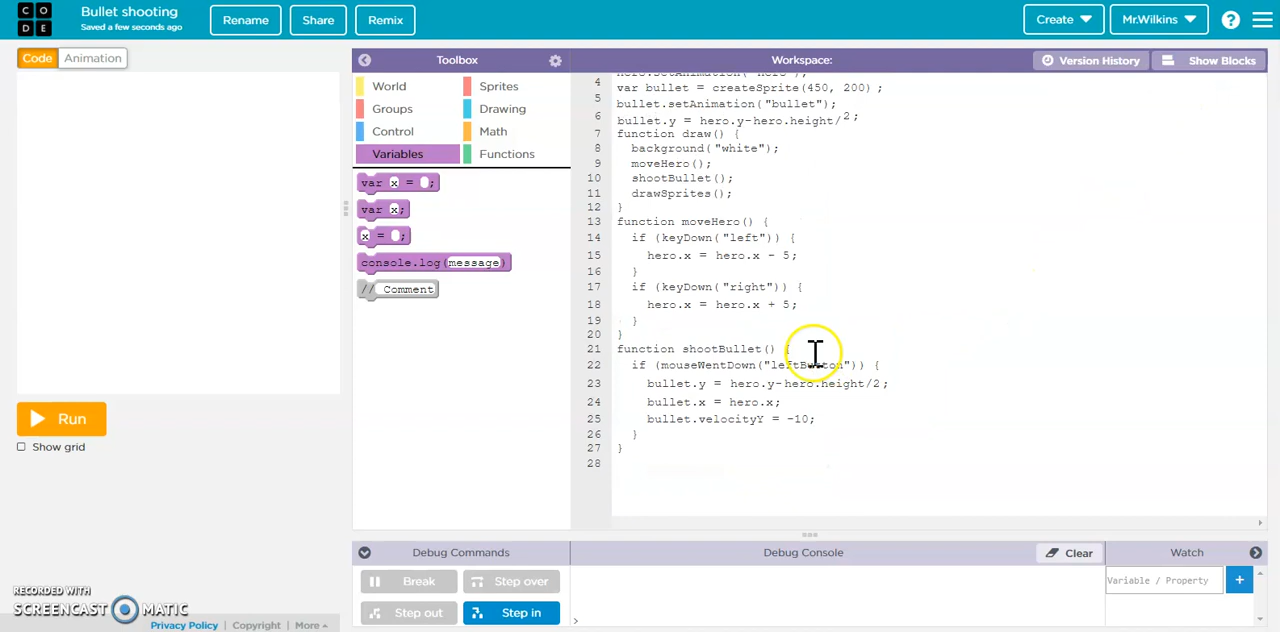 C O
D E
Bullet shooting
Saved a few seconds ago
Rename
Share
Remix
Create
Mr.Wilkins
?
Code
Animation
Toolbox
Workspace:
Version History
Show Blocks
World
Sprites
Groups
Drawing
Control
Math
Variables
Functions
var x = ;
var x;
x = ;
console.log(message)
// Comment
4
var bullet = createSprite(450, 200) ;
5 bullet.setAnimation("bullet");
6 bullet.y = hero.y-hero.height/2;
7 function draw() {
8 background("white");
9 moveHero();
10 shootBullet();
11 drawSprites();
12 }
13 function moveHero() {
14 if (keyDown("left")) {
15 hero.x = hero.x - 5;
16 }
17 if (keyDown("right")) {
18 hero.x = hero.x + 5;
19 }
20 }
21 function shootBullet() {
22 if (mouseWentDown("leftButton")) {
23 bullet.y = hero.y-hero.height/2;
24 bullet.x = hero.x;
25 bullet.velocityY = -10;
26 }
27 }
28
Run
Show grid
Debug Commands
Debug Console
Clear
Watch
Break
Step over
Step out
Step in
Variable / Property
+
>
RECORDED WITH
SCREENCAST MATIC
Privacy Policy | Copyright | More